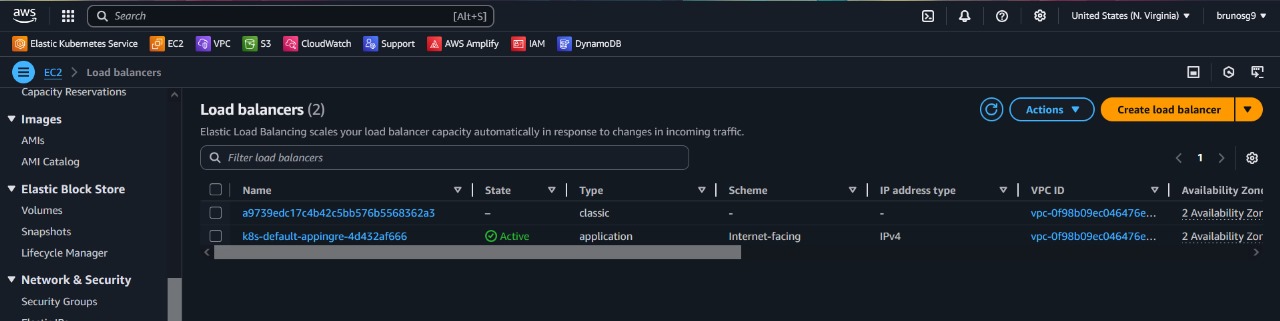 aws Search [Alt+S] United States (N. Virginia) ▼ brunosg9 ▼
Elastic Kubernetes Service EC2 VPC S3 CloudWatch Support AWS Amplify IAM DynamoDB
EC2 > Load balancers
Capacity Reservations
Images
AMIs
AMI Catalog
Elastic Block Store
Volumes
Snapshots
Lifecycle Manager
Network & Security
Security Groups
Load balancers (2)
Actions ▼ Create load balancer ▼
Elastic Load Balancing scales your load balancer capacity automatically in response to changes in incoming traffic.
Filter load balancers
< 1 >
Name State Type Scheme IP address type VPC ID Availability Zon
a9739edc17c4b42c5bb576b5568362a3 – classic - - vpc-0f98b09ec046476e... 2 Availability Zor
k8s-default-appingre-4d432af666 Active application Internet-facing IPv4 vpc-0f98b09ec046476e... 2 Availability Zor